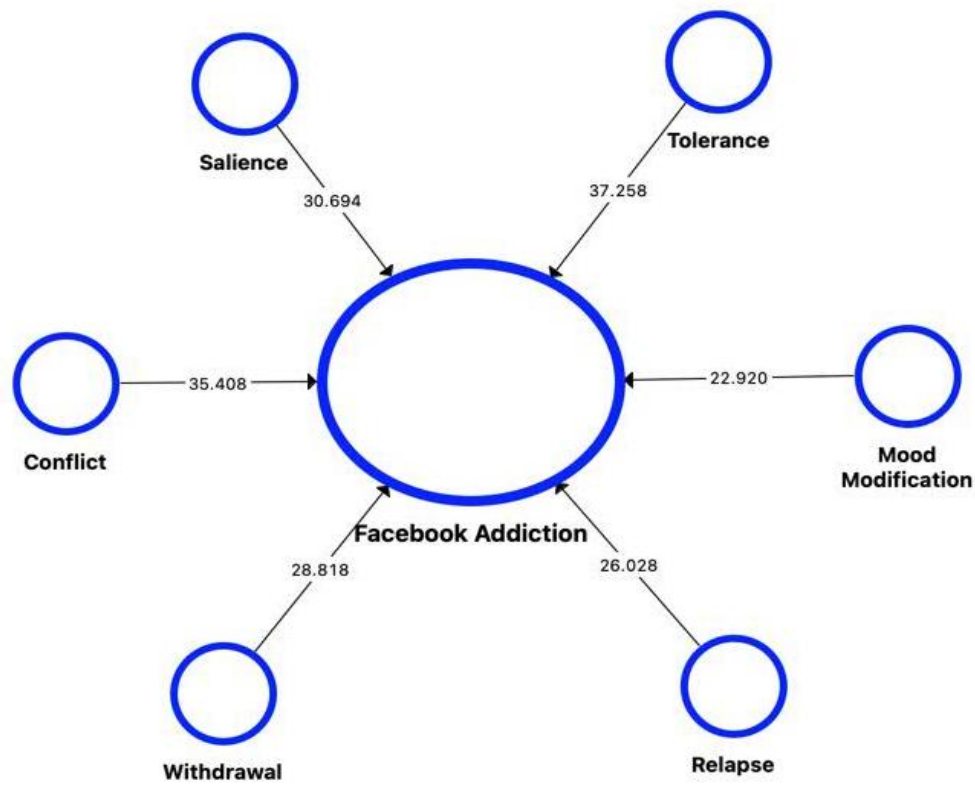 Tolerance
Salience
37.258
30.694
22.920
35.408
Mood
Modification
Conflict
Facebook Addiction
26.028
28.818
Relapse
Withdrawal